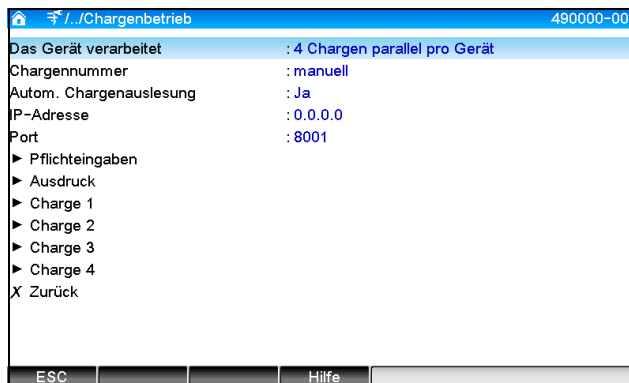 /../Chargenbetrieb 490000-00
Das Gerät verarbeitet : 4 Chargen parallel pro Gerät
Chargennummer : manuell
Autom. Chargenauslesung : Ja
IP-Adresse : 0.0.0.0
Port : 8001
► Pflichteingaben
► Ausdruck
► Charge 1
► Charge 2
► Charge 3
► Charge 4
X Zurück
ESC Hilfe